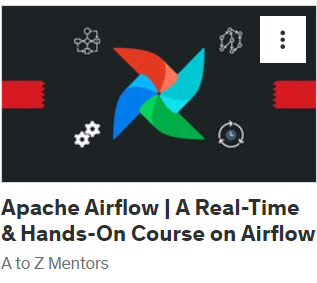 Apache Airflow | A Real-Time
& Hands-On Course on Airflow
A to Z Mentors